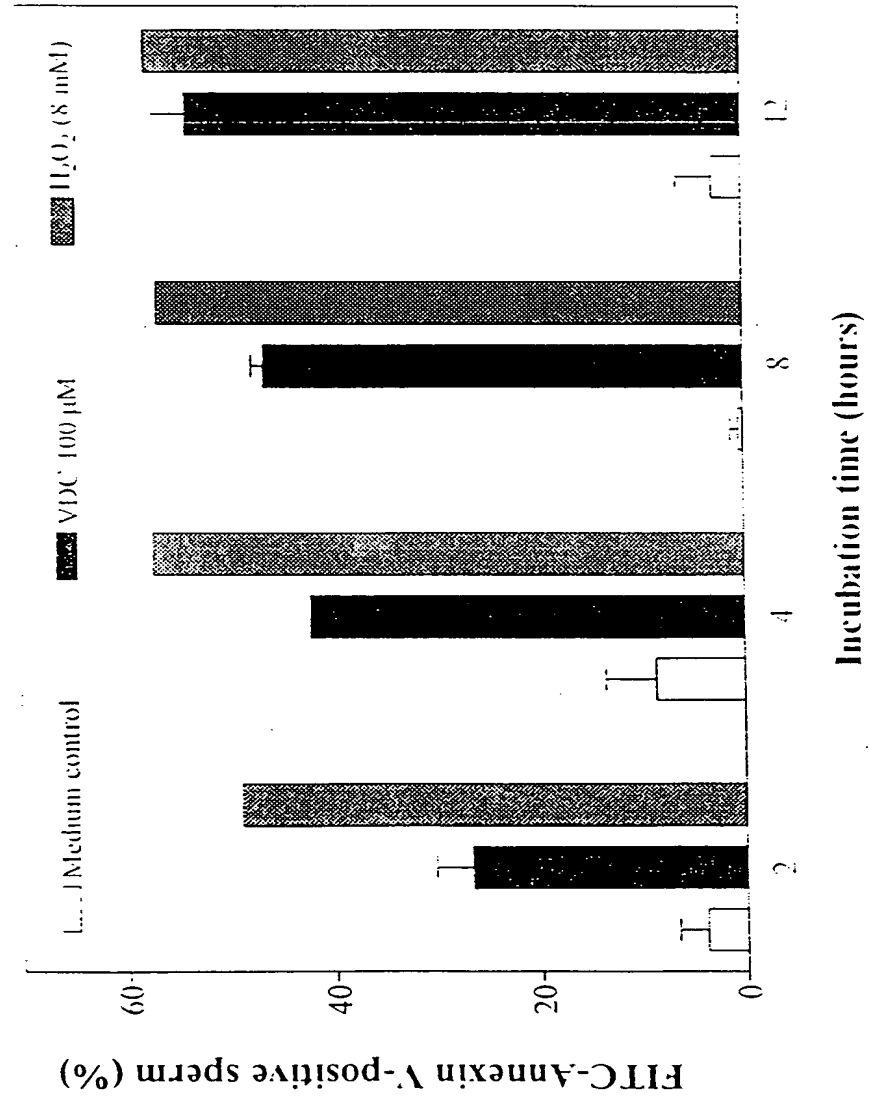 Medium control
VDC 100 µM
H₂O₂ (8 mM)
FITC-Annexin V-positive sperm (%)
60
40
20
0
2
4
8
12
Incubation time (hours)